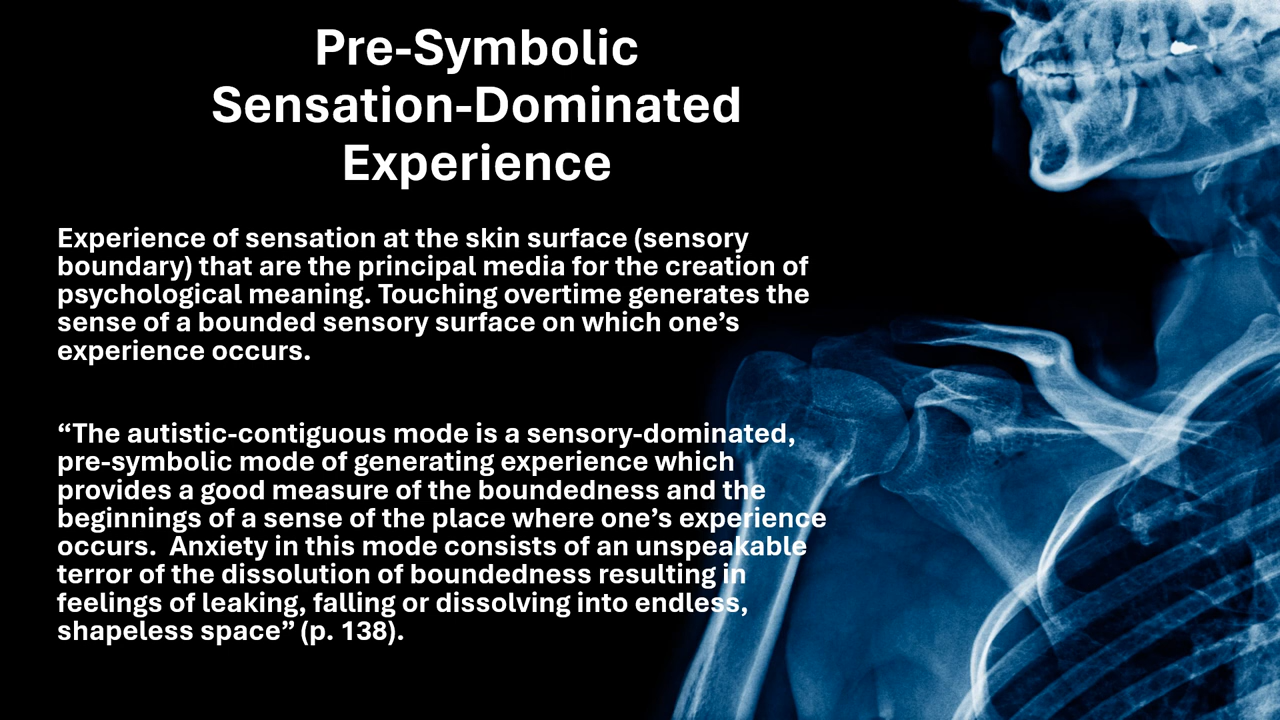 Pre-Symbolic
Sensation-Dominated
Experience
Experience of sensation at the skin surface (sensory
boundary) that are the principal media for the creation of
psychological meaning. Touching overtime generates the
sense of a bounded sensory surface on which one’s
experience occurs.
“The autistic-contiguous mode is a sensory-dominated,
pre-symbolic mode of generating experience which
provides a good measure of the boundedness and the
beginnings of a sense of the place where one’s experience
occurs.  Anxiety in this mode consists of an unspeakable
terror of the dissolution of boundedness resulting in
feelings of leaking, falling or dissolving into endless,
shapeless space” (p. 138).